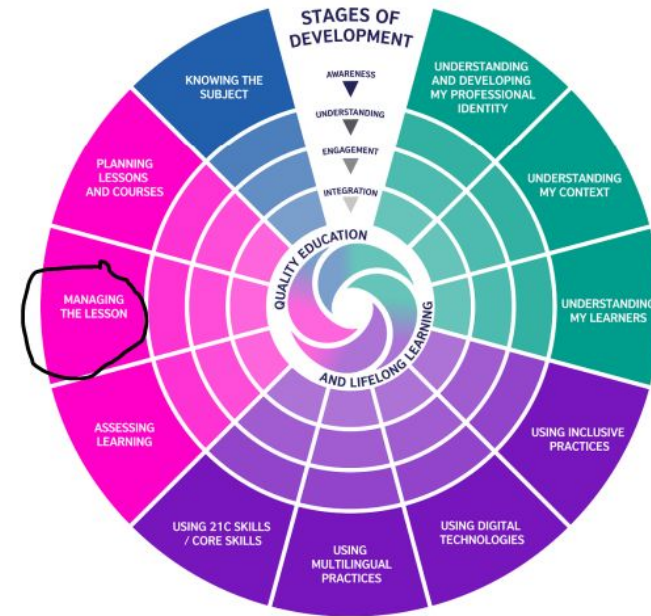 STAGES OF
DEVELOPMENT
AWARENESS
UNDERSTANDING
ENGAGEMENT
INTEGRATION
UNDERSTANDING
AND DEVELOPING
MY PROFESSIONAL
IDENTITY
UNDERSTANDING
MY CONTEXT
UNDERSTANDING
MY LEARNERS
USING INCLUSIVE
PRACTICES
USING DIGITAL
TECHNOLOGIES
USING
MULTILINGUAL
PRACTICES
USING 21C SKILLS
/ CORE SKILLS
ASSESSING
LEARNING
MANAGING
THE LESSON
PLANNING
LESSONS
AND COURSES
KNOWING THE
SUBJECT
QUALITY EDUCATION
AND LIFELONG LEARNING